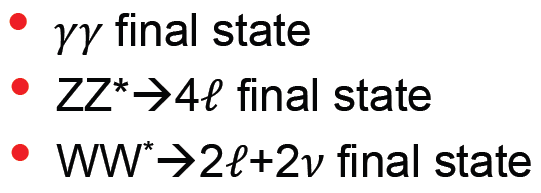 • γγ final state
• ZZ*→4ℓ final state
• WW*→2ℓ+2ν final state